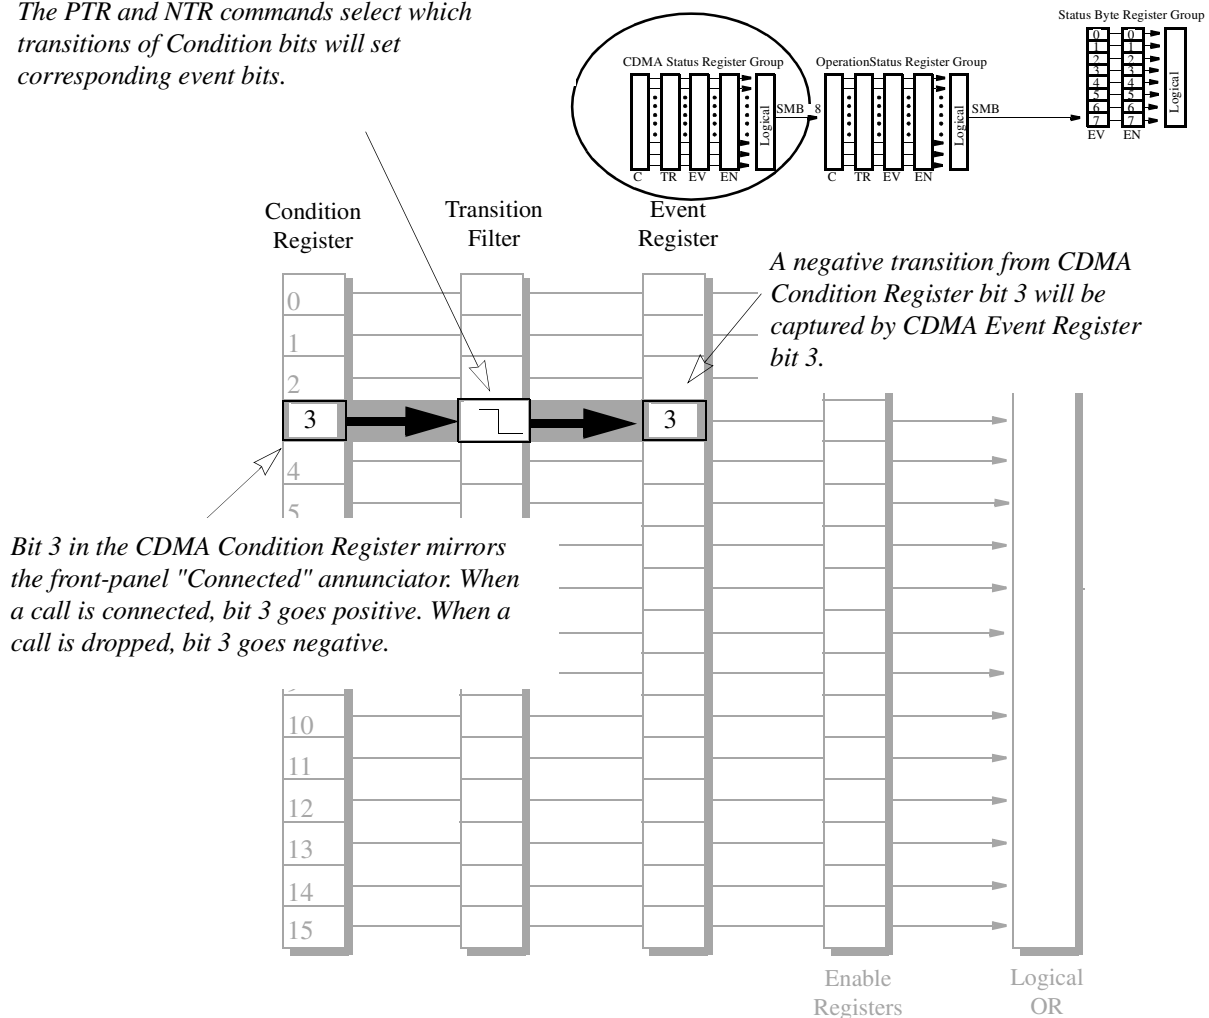 The PTR and NTR commands select which
transitions of Condition bits will set
corresponding event bits.
Status Byte Register Group
CDMA Status Register Group
OperationStatus Register Group
0 0
1 1
2 2
3 3
4 4
5 5
6 6
7 7
EV EN
Logical
Logical
SMB 8
Logical
SMB
C TR EV EN
C TR EV EN
Condition
Register
Transition
Filter
Event
Register
A negative transition from CDMA
Condition Register bit 3 will be
captured by CDMA Event Register
bit 3.
0
1
2
3 3
4
5
Bit 3 in the CDMA Condition Register mirrors
the front-panel "Connected" annunciator. When
a call is connected, bit 3 goes positive. When a
call is dropped, bit 3 goes negative.
10
11
12
13
14
15
Enable
Registers
Logical
OR